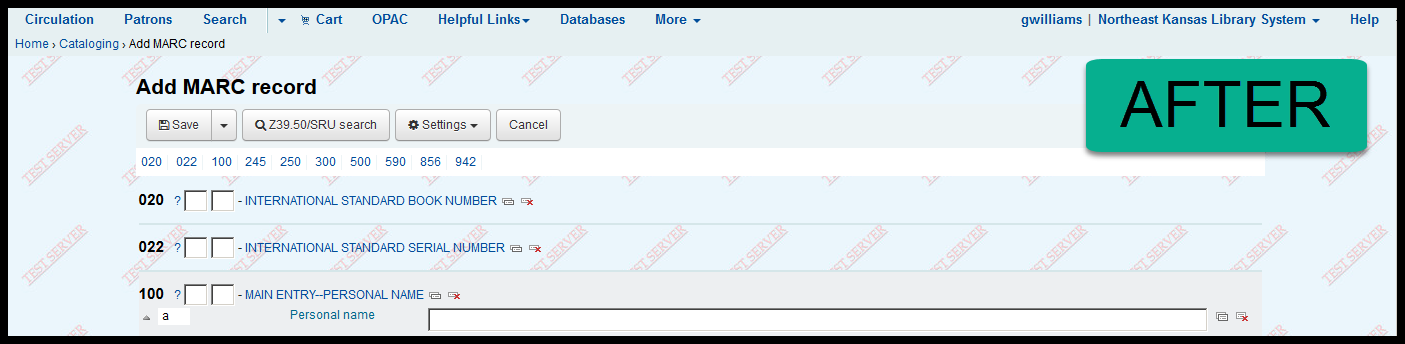 Circulation Patrons Search Cart OPAC Helpful Links Databases More gwilliams | Northeast Kansas Library System Help
Home › Cataloging › Add MARC record
Add MARC record
AFTER
Save Z39.50/SRU search Settings Cancel
020 022 100 245 250 300 500 590 856 942
020 ? - INTERNATIONAL STANDARD BOOK NUMBER
022 ? - INTERNATIONAL STANDARD SERIAL NUMBER
100 ? - MAIN ENTRY--PERSONAL NAME
a Personal name
TEST SERVER